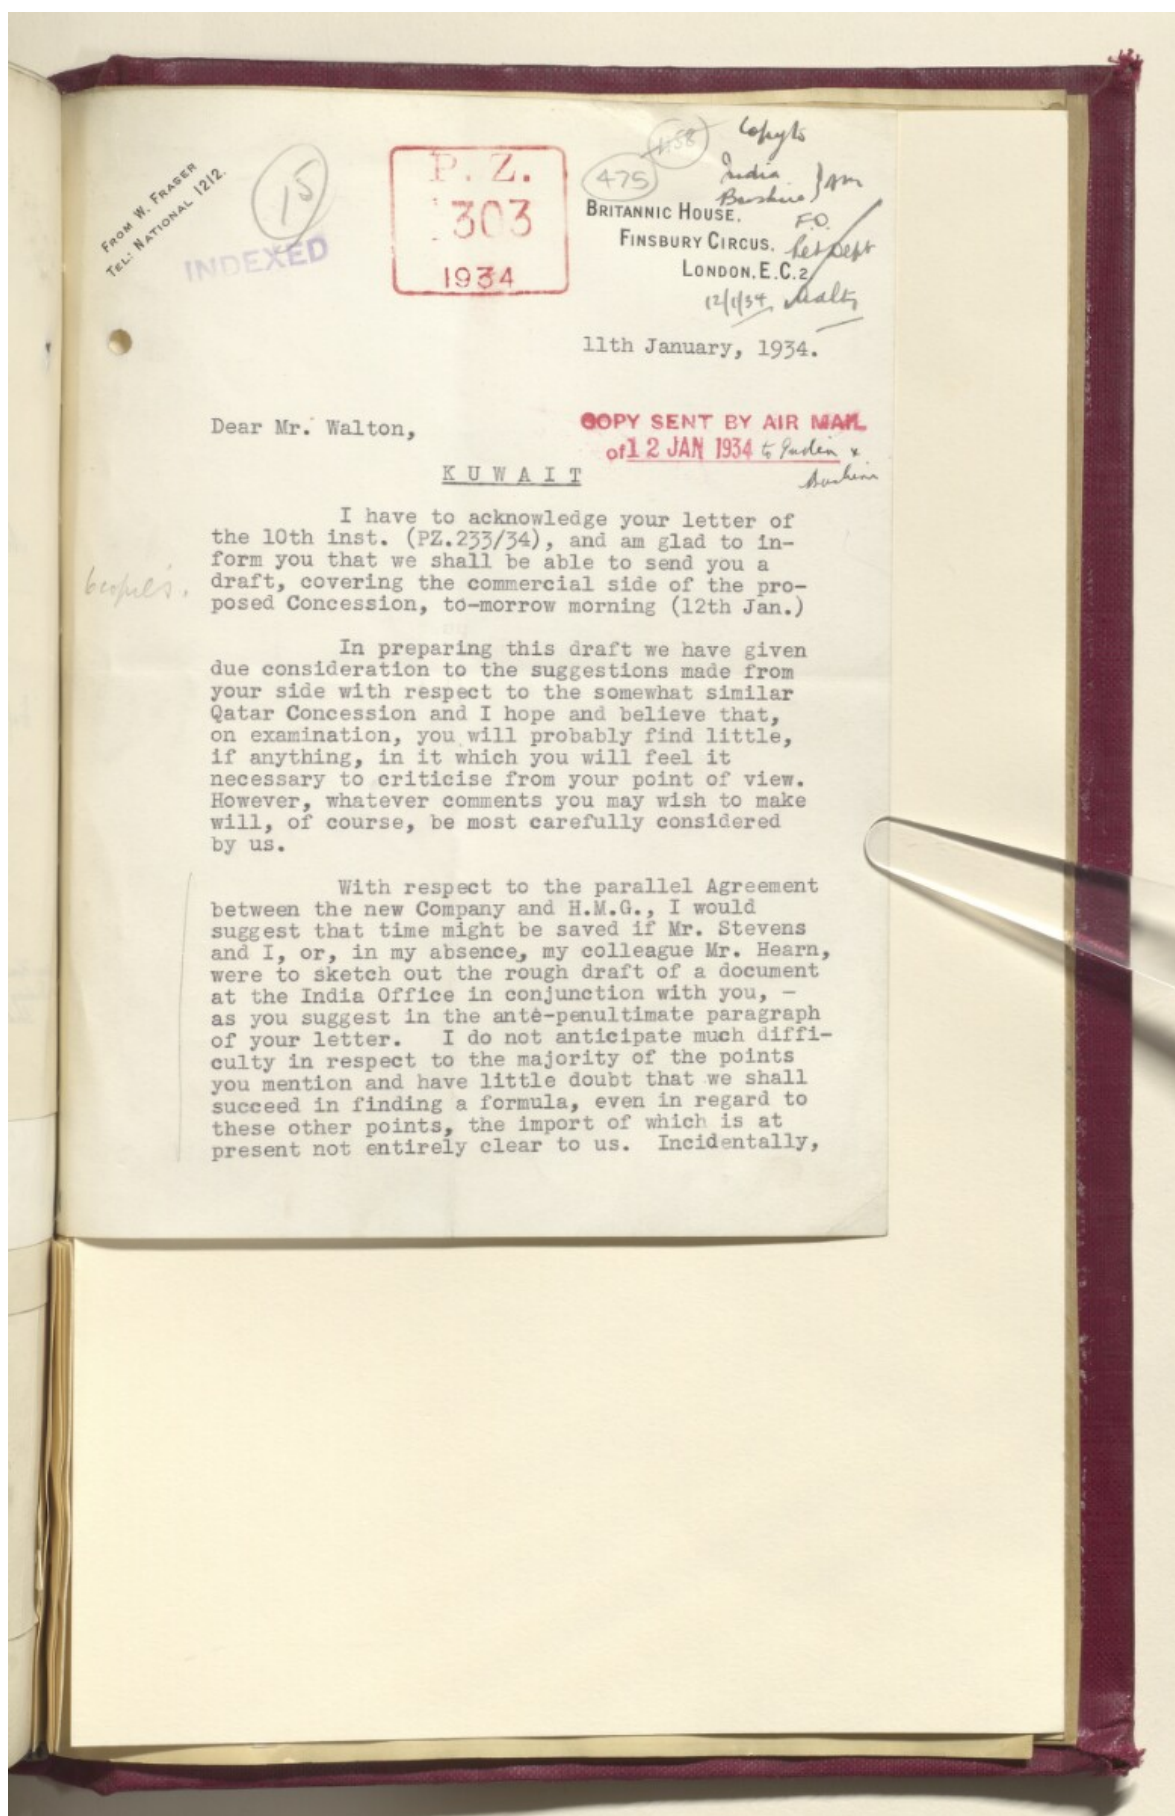 FROM W. FRASER
TEL: NATIONAL 1212.
15
INDEXED
P. Z.
303
1934
475
Copy to
India
Bushire } AM
F.O.
Pet Dept
12/1/34
BRITANNIC HOUSE.
FINSBURY CIRCUS.
LONDON. E.C.2
11th January, 1934.
Dear Mr. Walton,
COPY SENT BY AIR MAIL
of 12 JAN 1934 to India &
Bushire
KUWAIT
I have to acknowledge your letter of
the 10th inst. (PZ.233/34), and am glad to in-
form you that we shall be able to send you a
draft, covering the commercial side of the pro-
posed Concession, to-morrow morning (12th Jan.)
6 copies.
In preparing this draft we have given
due consideration to the suggestions made from
your side with respect to the somewhat similar
Qatar Concession and I hope and believe that,
on examination, you will probably find little,
if anything, in it which you will feel it
necessary to criticise from your point of view.
However, whatever comments you may wish to make
will, of course, be most carefully considered
by us.
With respect to the parallel Agreement
between the new Company and H.M.G., I would
suggest that time might be saved if Mr. Stevens
and I, or, in my absence, my colleague Mr. Hearn,
were to sketch out the rough draft of a document
at the India Office in conjunction with you, -
as you suggest in the ante-penultimate paragraph
of your letter. I do not anticipate much diffi-
culty in respect to the majority of the points
you mention and have little doubt that we shall
succeed in finding a formula, even in regard to
these other points, the import of which is at
present not entirely clear to us. Incidentally,